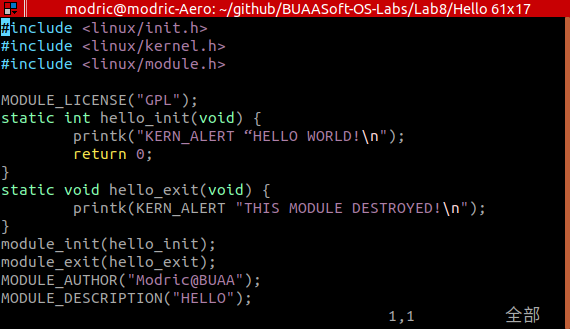 modric@modric-Aero: ~/github/BUAASoft-OS-Labs/Lab8/Hello 61x17
#include <linux/init.h>
#include <linux/kernel.h>
#include <linux/module.h>
MODULE_LICENSE("GPL");
static int hello_init(void) {
        printk("KERN_ALERT “HELLO WORLD!\n");
        return 0;
}
static void hello_exit(void) {
        printk(KERN_ALERT "THIS MODULE DESTROYED!\n");
}
module_init(hello_init);
module_exit(hello_exit);
MODULE_AUTHOR("Modric@BUAA");
MODULE_DESCRIPTION("HELLO");
1,1 全部